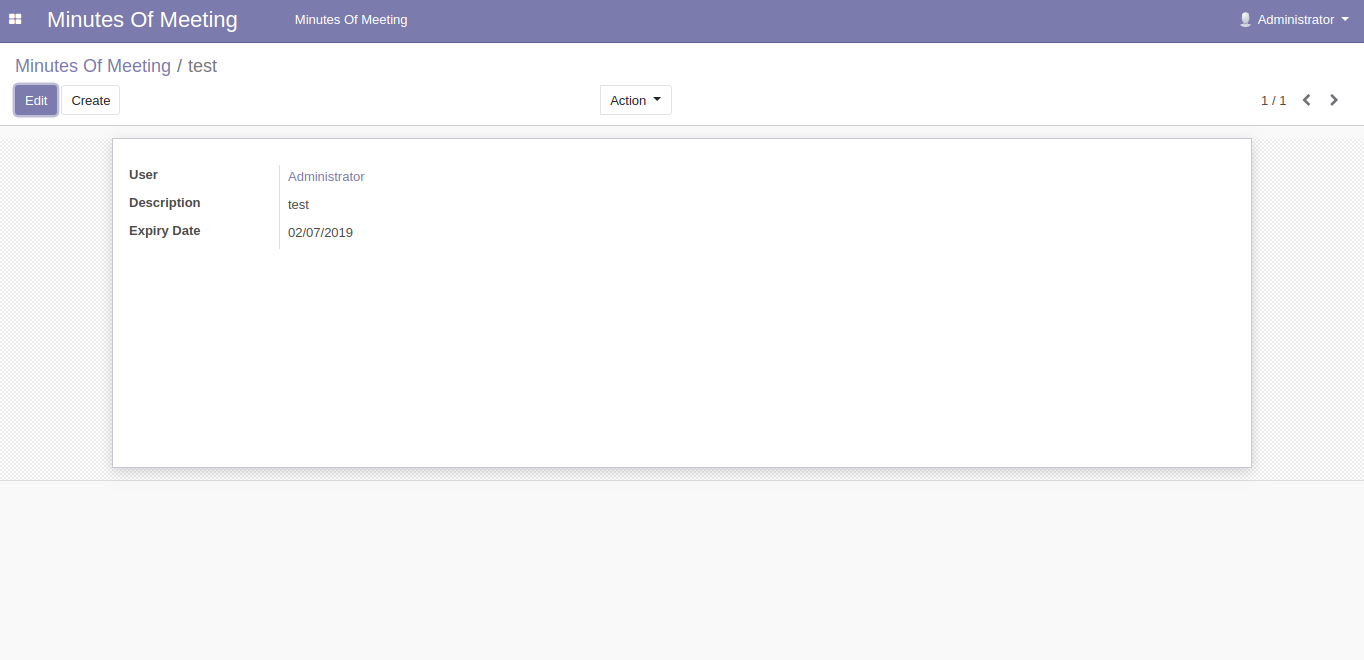 Minutes Of Meeting Minutes Of Meeting Administrator
Minutes Of Meeting / test
Edit Create Action 1 / 1
User Administrator
Description test
Expiry Date 02/07/2019